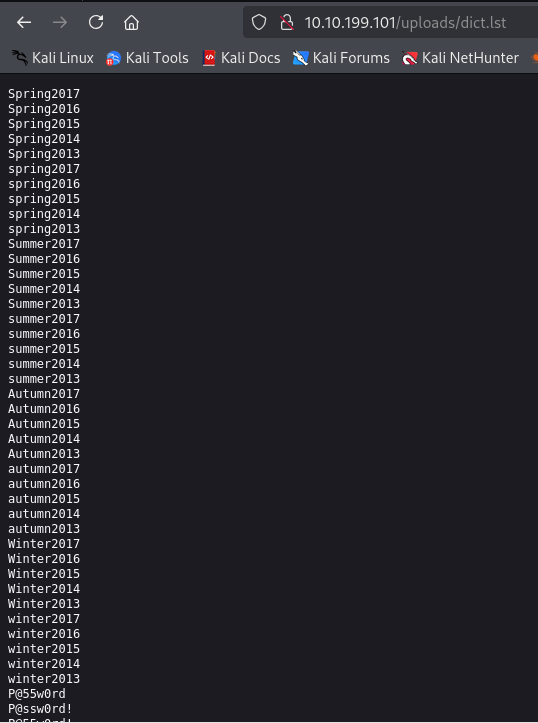 10.10.199.101/uploads/dict.lst
Kali Linux Kali Tools Kali Docs Kali Forums Kali NetHunter
Spring2017
Spring2016
Spring2015
Spring2014
Spring2013
spring2017
spring2016
spring2015
spring2014
spring2013
Summer2017
Summer2016
Summer2015
Summer2014
Summer2013
summer2017
summer2016
summer2015
summer2014
summer2013
Autumn2017
Autumn2016
Autumn2015
Autumn2014
Autumn2013
autumn2017
autumn2016
autumn2015
autumn2014
autumn2013
Winter2017
Winter2016
Winter2015
Winter2014
Winter2013
winter2017
winter2016
winter2015
winter2014
winter2013
P@55w0rd
P@ssw0rd!